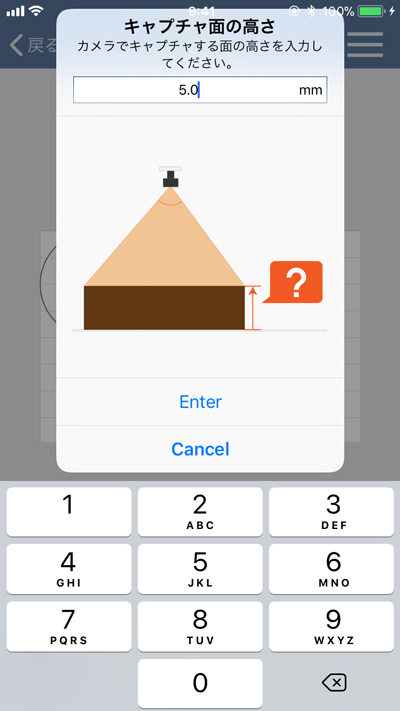 9:41
100%
戻る
キャプチャ面の高さ
カメラでキャプチャする面の高さを入力し
てください。
5.0 mm
?
Enter
Cancel
1
2 ABC
3 DEF
4 GHI
5 JKL
6 MNO
7 PQRS
8 TUV
9 WXYZ
0